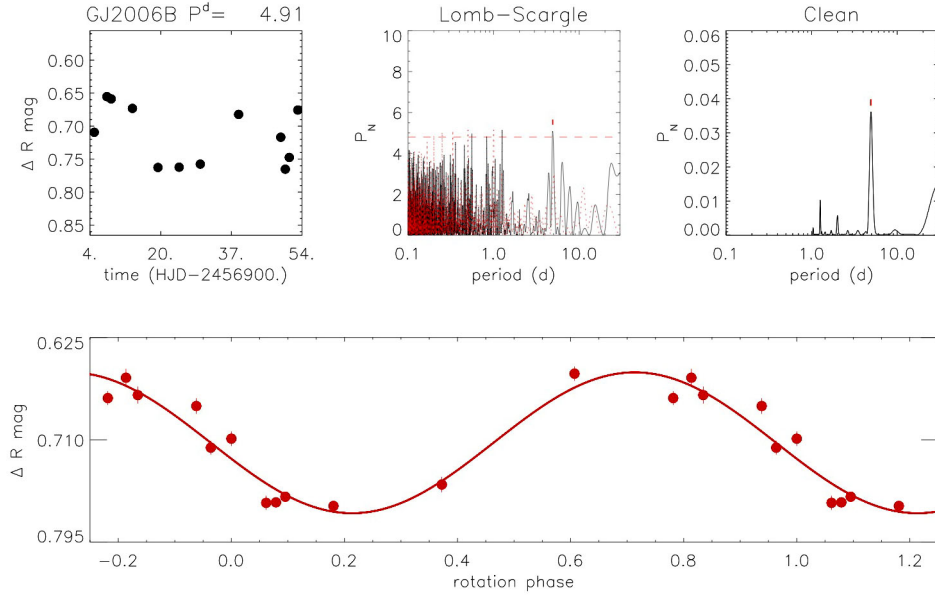 GJ2006B P^d= 4.91
Lomb-Scargle
Clean
0.60
0.65
0.70
0.75
0.80
0.85
Δ R mag
4. 20. 37. 54.
time (HJD-2456900.)
10
8
6
4
2
0
P_N
0.1 1.0 10.0
period (d)
0.06
0.05
0.04
0.03
0.02
0.01
0.00
P_N
0.1 1.0 10.0
period (d)
0.625
0.710
0.795
Δ R mag
-0.2 0.0 0.2 0.4 0.6 0.8 1.0 1.2
rotation phase